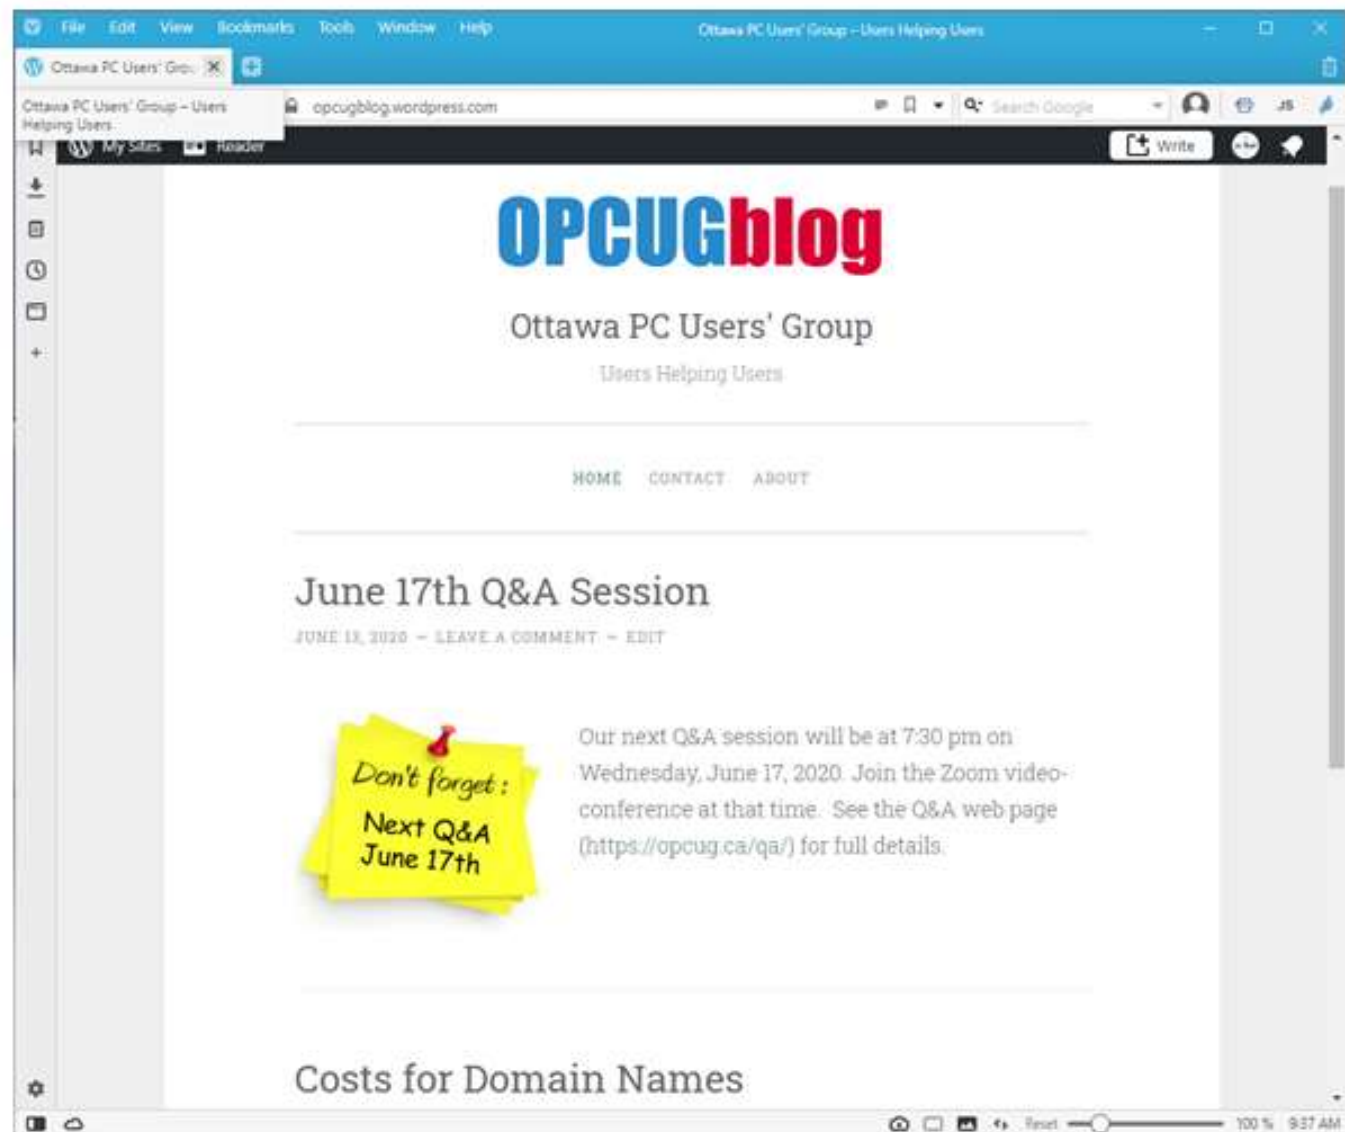 File Edit View Bookmarks Tools Window Help
Ottawa PC Users' Group – Users Helping Users
Ottawa PC Users' Gro
Ottawa PC Users' Group – Users
Helping Users
opcugblog.wordpress.com
Search Google
JS
My Sites
Reader
Write
OPCUGblog
Ottawa PC Users' Group
Users Helping Users
HOME CONTACT ABOUT
June 17th Q&A Session
JUNE 13, 2020 ~ LEAVE A COMMENT ~ EDIT
Don't forget:
Next Q&A
June 17th
Our next Q&A session will be at 7:30 pm on
Wednesday, June 17, 2020. Join the Zoom video-
conference at that time. See the Q&A web page
(https://opcug.ca/qa/) for full details.
Costs for Domain Names
Reset
100 %
9:37 AM